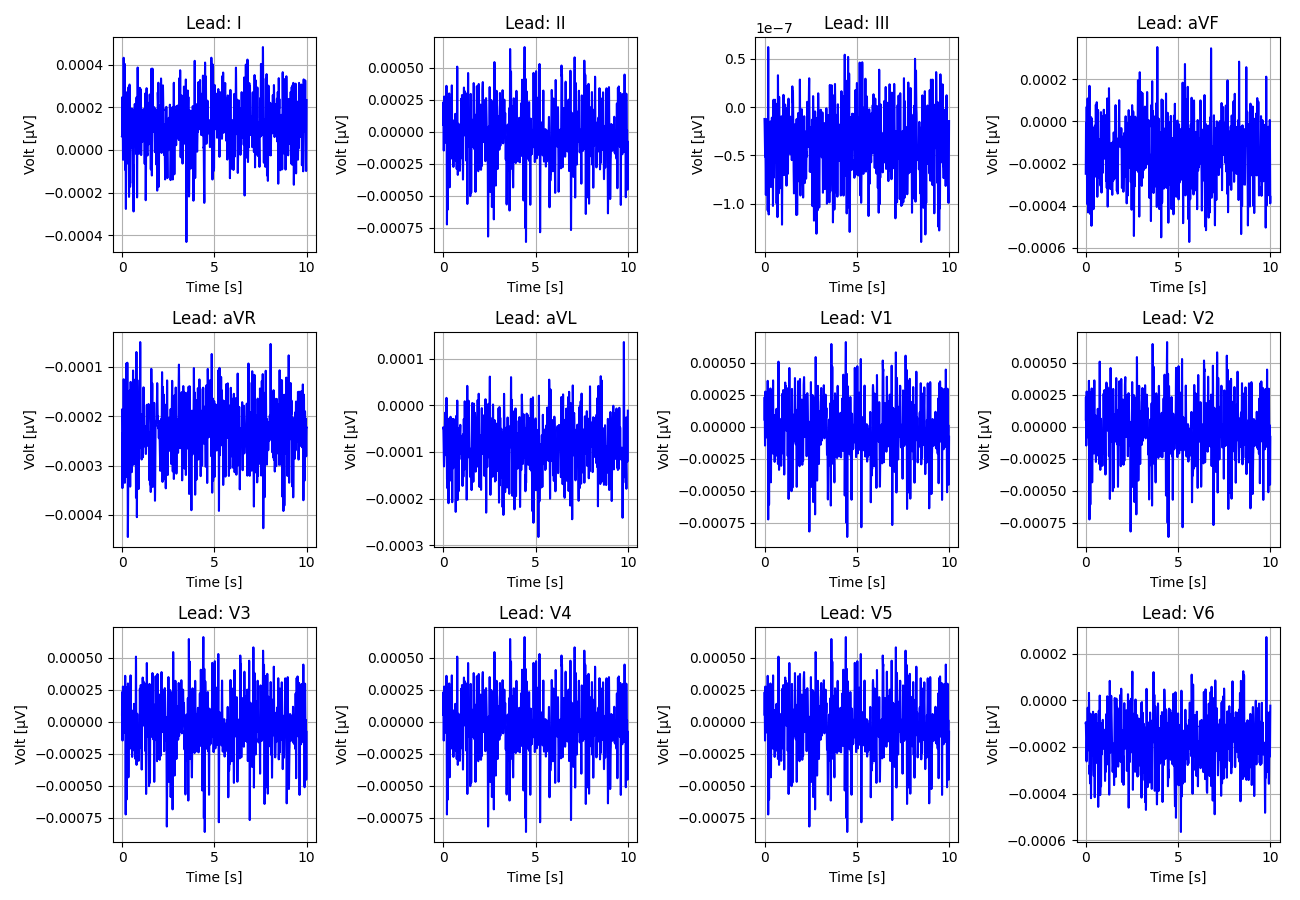 Lead: I
0.0004
0.0002
0.0000
−0.0002
−0.0004
Volt [µV]
0 5 10
Time [s]
Lead: II
0.00050
0.00025
0.00000
−0.00025
−0.00050
−0.00075
Volt [µV]
0 5 10
Time [s]
1e−7 Lead: III
0.5
0.0
−0.5
−1.0
Volt [µV]
0 5 10
Time [s]
Lead: aVF
0.0002
0.0000
−0.0002
−0.0004
−0.0006
Volt [µV]
0 5 10
Time [s]
Lead: aVR
−0.0001
−0.0002
−0.0003
−0.0004
Volt [µV]
0 5 10
Time [s]
Lead: aVL
0.0001
0.0000
−0.0001
−0.0002
−0.0003
Volt [µV]
0 5 10
Time [s]
Lead: V1
0.00050
0.00025
0.00000
−0.00025
−0.00050
−0.00075
Volt [µV]
0 5 10
Time [s]
Lead: V2
0.00050
0.00025
0.00000
−0.00025
−0.00050
−0.00075
Volt [µV]
0 5 10
Time [s]
Lead: V3
0.00050
0.00025
0.00000
−0.00025
−0.00050
−0.00075
Volt [µV]
0 5 10
Time [s]
Lead: V4
0.00050
0.00025
0.00000
−0.00025
−0.00050
−0.00075
Volt [µV]
0 5 10
Time [s]
Lead: V5
0.00050
0.00025
0.00000
−0.00025
−0.00050
−0.00075
Volt [µV]
0 5 10
Time [s]
Lead: V6
0.0002
0.0000
−0.0002
−0.0004
−0.0006
Volt [µV]
0 5 10
Time [s]